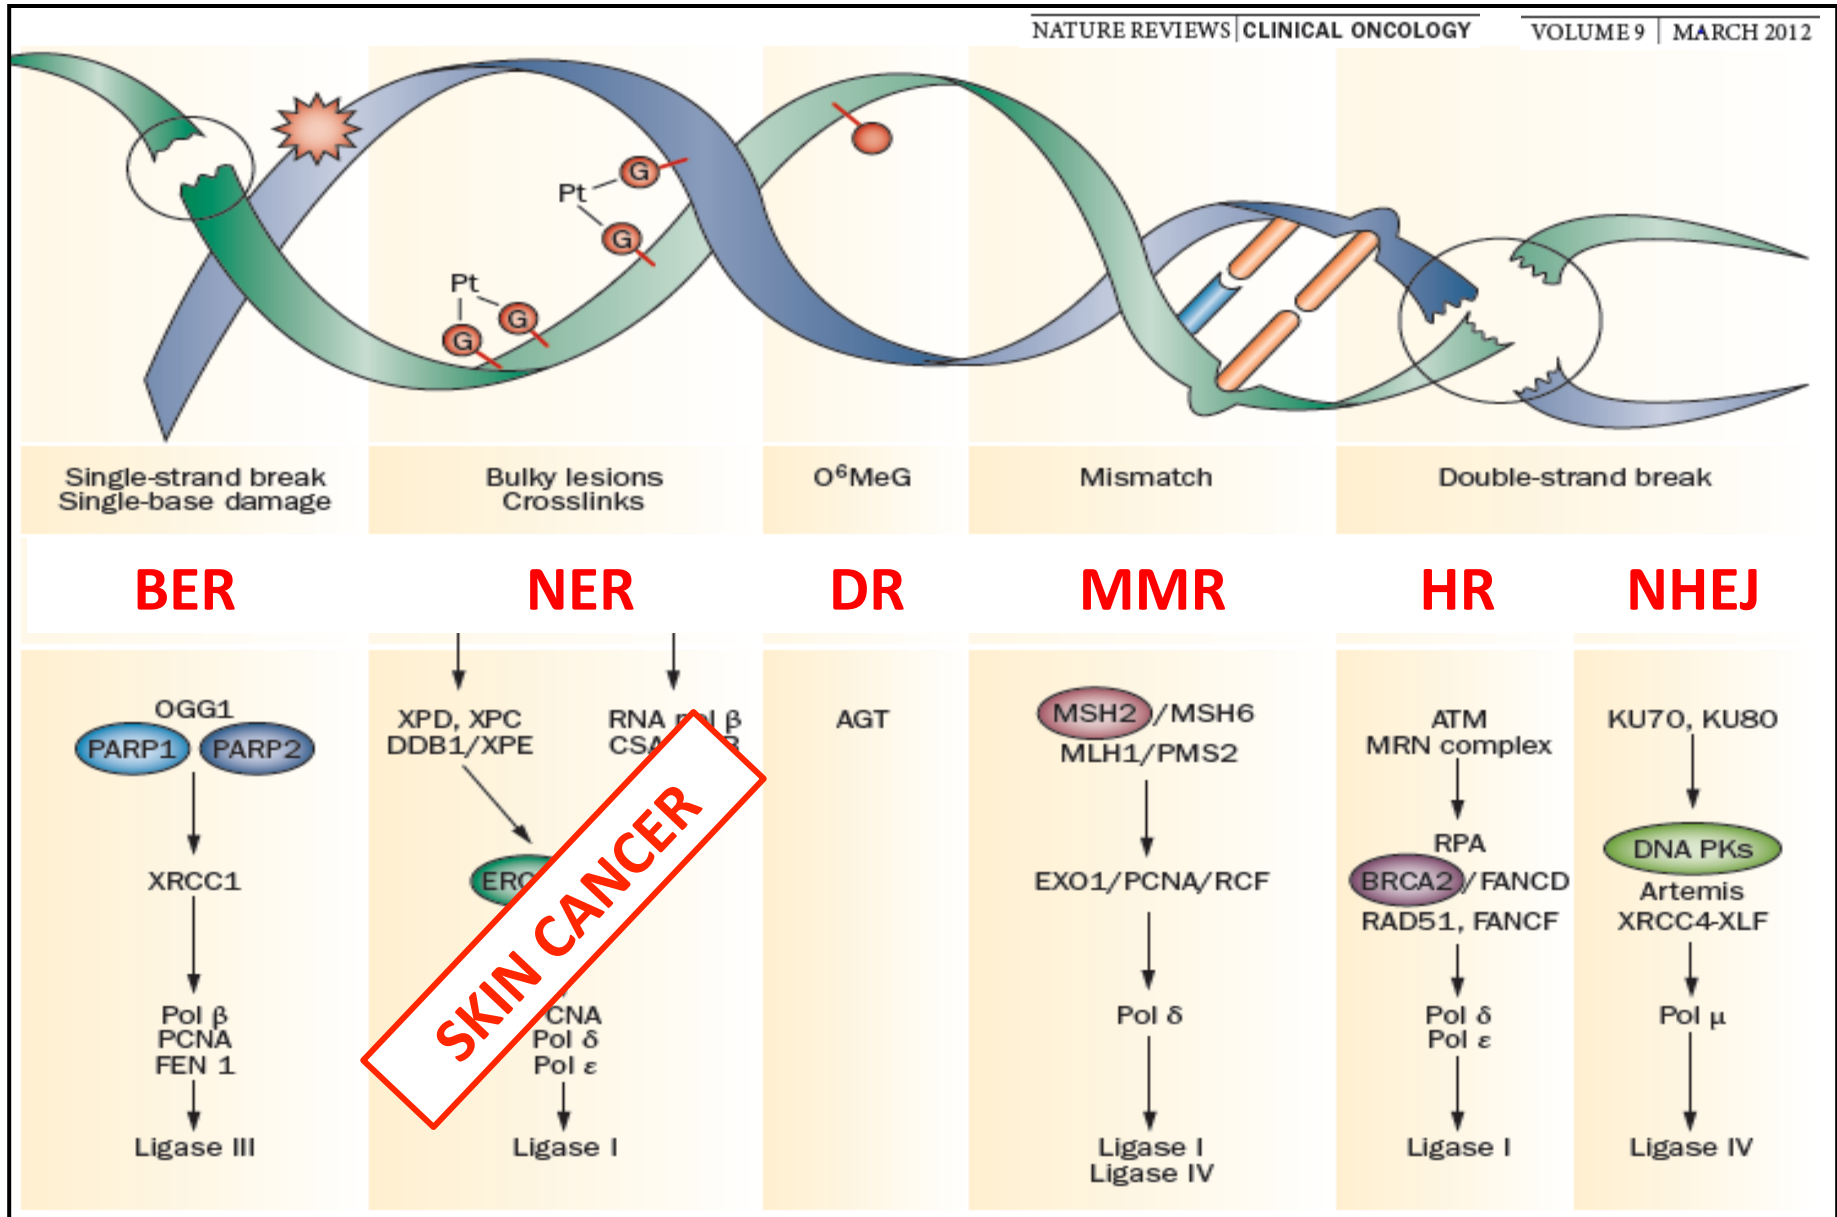 NATURE REVIEWS | CLINICAL ONCOLOGY
VOLUME 9 | MARCH 2012
G
Pt
G
Pt
G
G
Single-strand break
Single-base damage
Bulky lesions
Crosslinks
O⁶MeG
Mismatch
Double-strand break
BER
NER
DR
MMR
HR
NHEJ
OGG1
PARP1
PARP2
XRCC1
Pol β
PCNA
FEN 1
Ligase III
XPD, XPC
DDB1/XPE
RNA pol β
SKIN CANCER
Pol δ
Pol ε
Ligase I
AGT
MSH2/MSH6
MLH1/PMS2
EXO1/PCNA/RCF
Pol δ
Ligase I
Ligase IV
ATM
MRN complex
RPA
BRCA2/FANCD
RAD51, FANCF
Pol δ
Pol ε
Ligase I
KU70, KU80
DNA PKs
Artemis
XRCC4-XLF
Pol μ
Ligase IV